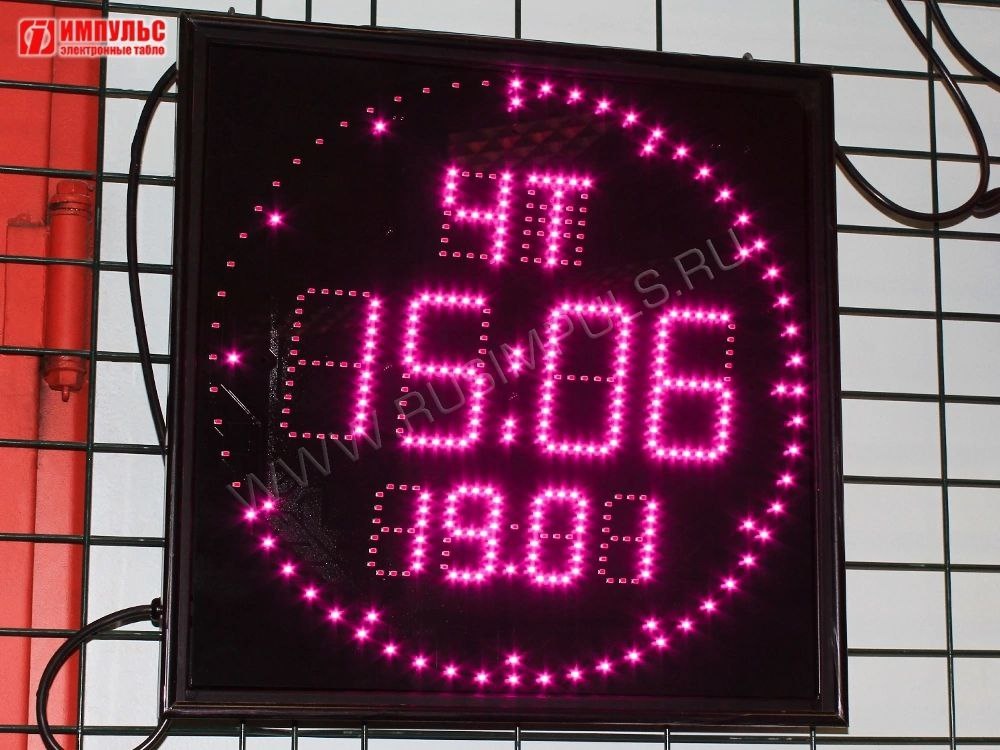 ИМПУЛЬС
электронные табло
ЧТ
15:06
19.01
WWW.RUSIMPULS.RU